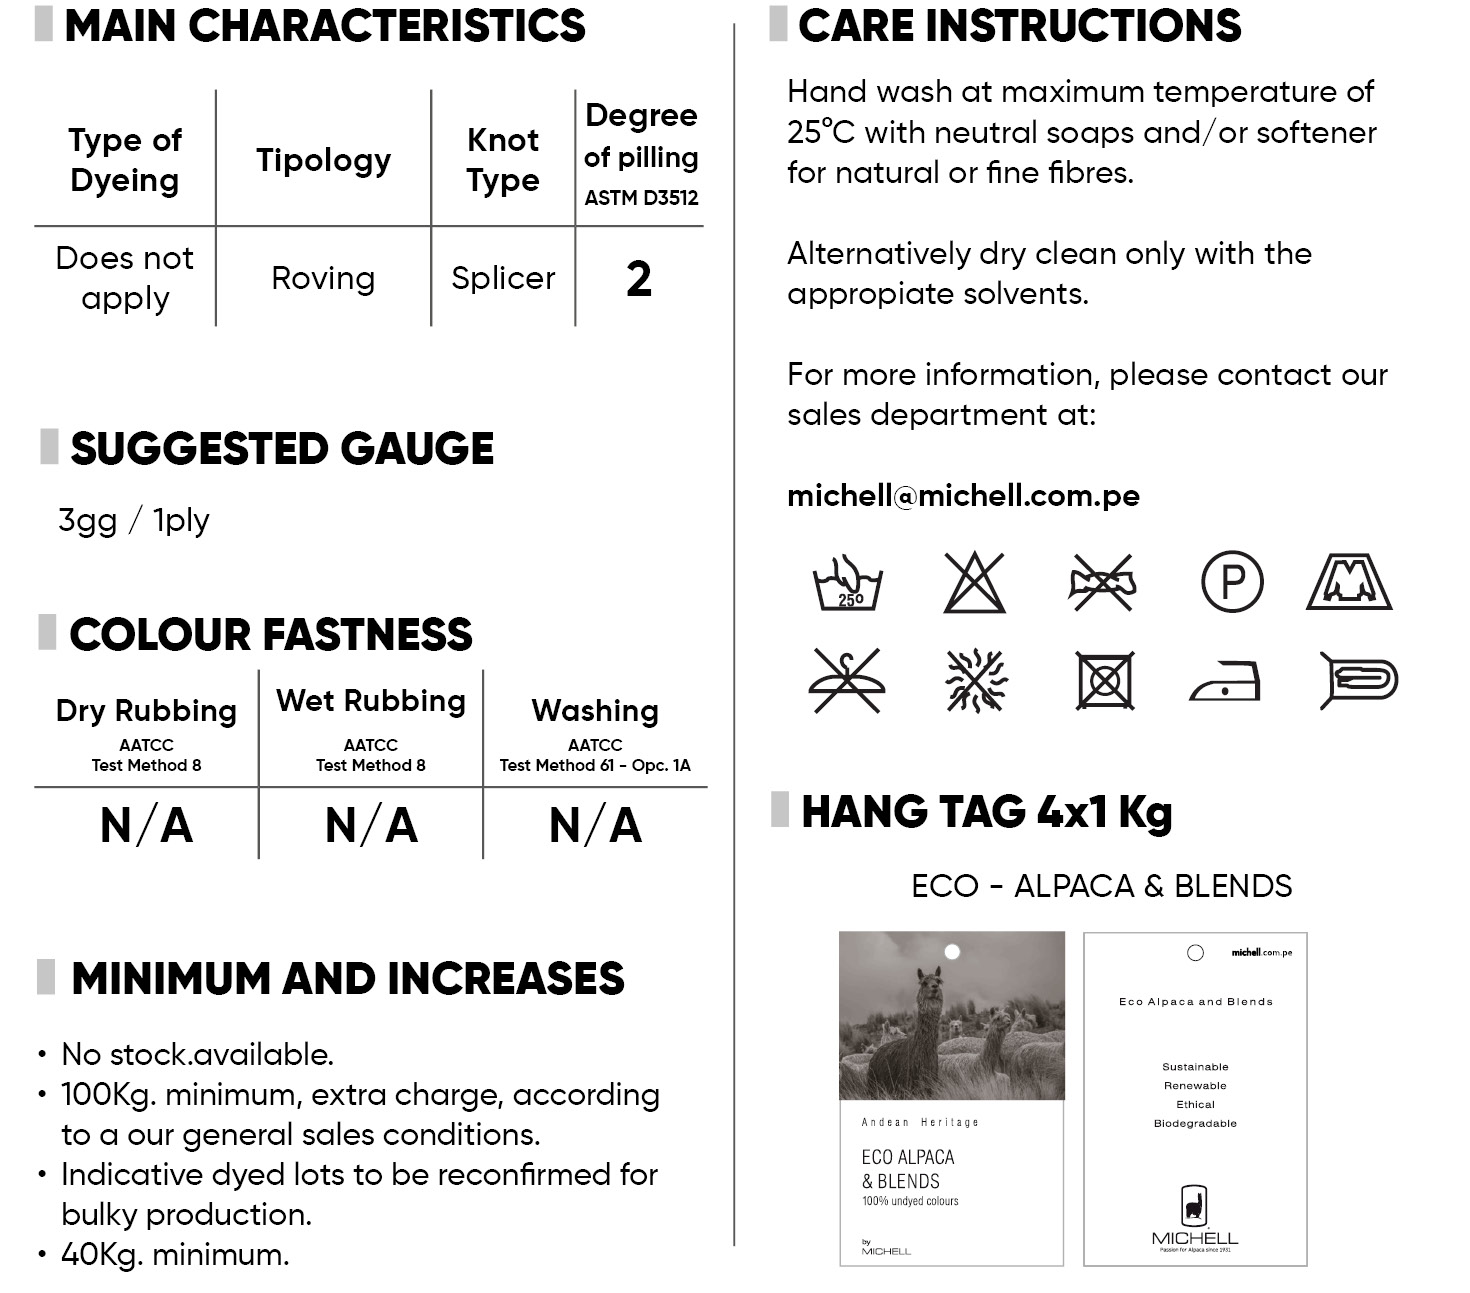 MAIN CHARACTERISTICS
Type of
Dyeing
Tipology
Knot
Type
Degree
of pilling
ASTM D3512
Does not
apply
Roving
Splicer
2
SUGGESTED GAUGE
3gg / 1ply
COLOUR FASTNESS
Dry Rubbing
AATCC
Test Method 8
Wet Rubbing
AATCC
Test Method 8
Washing
AATCC
Test Method 61 - Opc. 1A
N/A
N/A
N/A
MINIMUM AND INCREASES
• No stock.available.
• 100Kg. minimum, extra charge, according
to a our general sales conditions.
• Indicative dyed lots to be reconfirmed for
bulky production.
• 40Kg. minimum.
CARE INSTRUCTIONS
Hand wash at maximum temperature of
25°C with neutral soaps and/or softener
for natural or fine fibres.
Alternatively dry clean only with the
appropiate solvents.
For more information, please contact our
sales department at:
michell@michell.com.pe
25°
P
HANG TAG 4x1 Kg
ECO - ALPACA & BLENDS
Andean Heritage
ECO ALPACA
& BLENDS
100% undyed colours
by
MICHELL
michell.com.pe
Eco Alpaca and Blends
Sustainable
Renewable
Ethical
Biodegradable
MICHELL
Passion for Alpaca since 1931